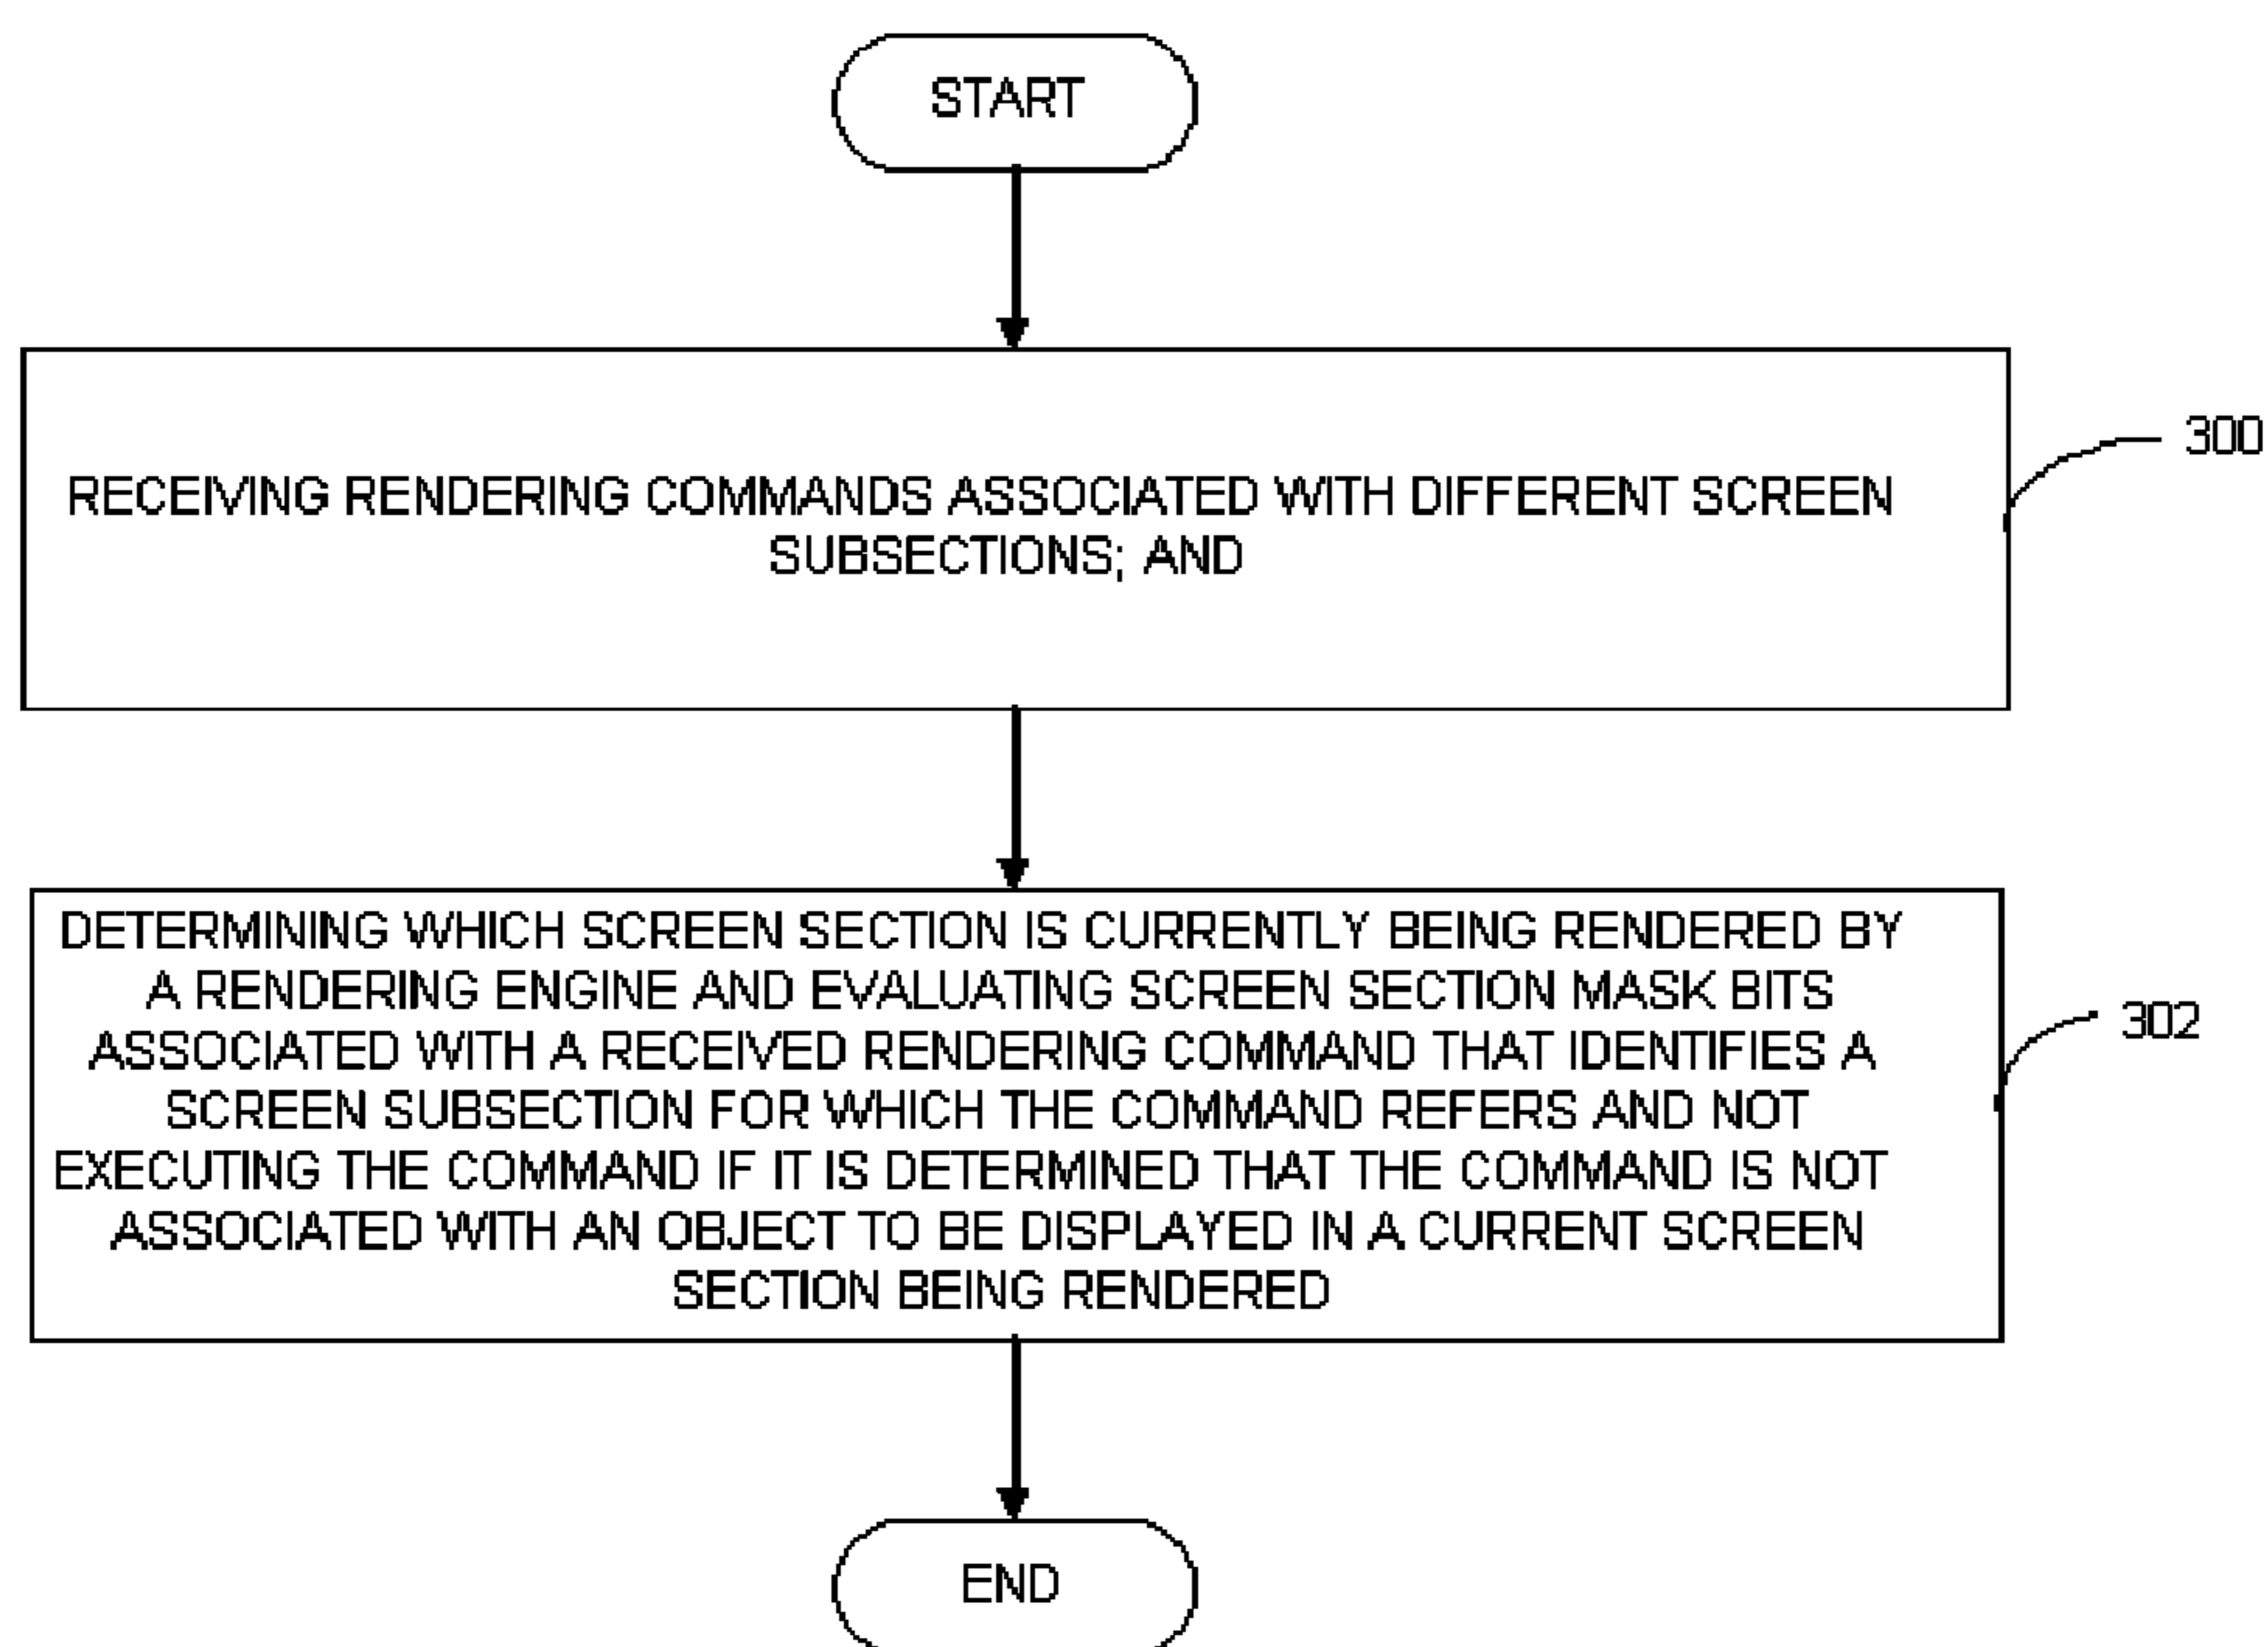 START
RECEIVING RENDERING COMMANDS ASSOCIATED WITH DIFFERENT SCREEN
SUBSECTIONS; AND
300
DETERMINING WHICH SCREEN SECTION IS CURRENTLY BEING RENDERED BY
A RENDERING ENGINE AND EVALUATING SCREEN SECTION MASK BITS
ASSOCIATED WITH A RECEIVED RENDERING COMMAND THAT IDENTIFIES A
SCREEN SUBSECTION FOR WHICH THE COMMAND REFERS AND NOT
EXECUTING THE COMMAND IF IT IS DETERMINED THAT THE COMMAND IS NOT
ASSOCIATED WITH AN OBJECT TO BE DISPLAYED IN A CURRENT SCREEN
SECTION BEING RENDERED
302
END